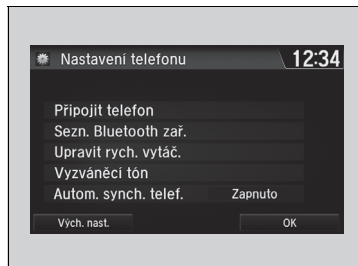 Nastavení telefonu 12:34
Připojit telefon
Sezn. Bluetooth zař.
Upravit rych. vytáč.
Vyzváněcí tón
Autom. synch. telef. Zapnuto
Vých. nast. OK